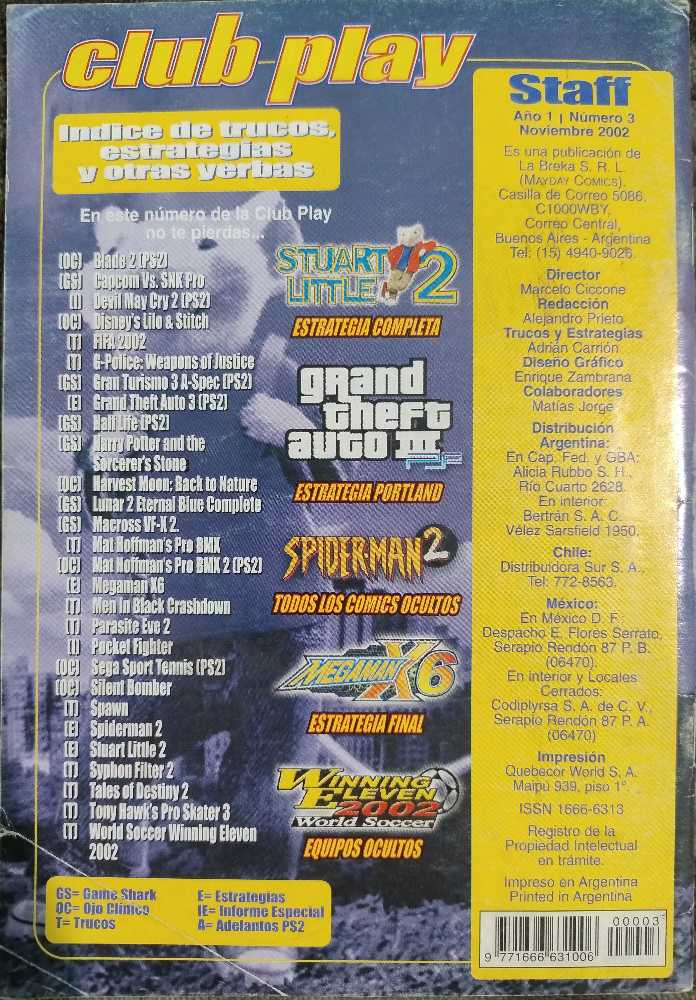 club play
Indice de trucos,
estrategias
y otras yerbas
En este número de la Club Play
no te pierdas...
(OC) Blade 2 (PS2)
(GS) Capcom Vs. SNK Pro
(I) Devil May Cry 2 (PS2)
(OC) Disney's Lilo & Stitch
(T) FIFA 2002
(T) G-Police: Weapons of Justice
(GS) Gran Turismo 3 A-Spec (PS2)
(E) Grand Theft Auto 3 (PS2)
(GS) Half Life (PS2)
(GS) Harry Potter and the
Sorcerer's Stone
(OC) Harvest Moon: Back to Nature
(GS) Lunar 2 Eternal Blue Complete
(GS) Macross VF-X 2.
(T) Mat Hoffman's Pro BMX
(OC) Mat Hoffman's Pro BMX 2 (PS2)
(E) Megaman X6
(T) Men in Black Crashdown
(T) Parasite Eve 2
(I) Pocket Fighter
(OC) Sega Sport Tennis (PS2)
(OC) Silent Bomber
(T) Spawn
(E) Spiderman 2
(E) Stuart Little 2
(T) Syphon Filter 2
(T) Tales of Destiny 2
(T) Tony Hawk's Pro Skater 3
(T) World Soccer Winning Eleven
2002
STUART
LITTLE 2
ESTRATEGIA COMPLETA
grand
theft
auto III
PS2
ESTRATEGIA PORTLAND
SPIDERMAN 2
TODOS LOS COMICS OCULTOS
MEGAMAN X6
ESTRATEGIA FINAL
WINNING
ELEVEN
2002
World Soccer
EQUIPOS OCULTOS
GS= Game Shark
OC= Ojo Clínico
T= Trucos
E= Estrategias
IE= Informe Especial
A= Adelantos PS2
Staff
Año 1 | Número 3
Noviembre 2002
Es una publicación de
La Breka S. R. L.
(MAYDAY COMICS).
Casilla de Correo 5086,
C1000WBY,
Correo Central,
Buenos Aires - Argentina
Tel: (15) 4940-9026.
Director
Marcelo Ciccone
Redacción
Alejandro Prieto
Trucos y Estrategias
Adrián Carrión
Diseño Gráfico
Enrique Zambrana
Colaboradores
Matías Jorge
Distribución
Argentina:
En Cap. Fed. y GBA:
Alicia Rubbo S. H.
Río Cuarto 2628.
En interior:
Bertrán S. A. C.
Vélez Sarsfield 1950.
Chile:
Distribuidora Sur S. A.,
Tel: 772-8563.
México:
En México D. F.
Despacho E. Flores Serrato,
Serapio Rendón 87 P. B.
(06470).
En interior y Locales
Cerrados:
Codiplyrsa S. A. de C. V.,
Serapio Rendón 87 P. A.
(06470)
Impresión
Quebecor World S. A.
Maipú 939, piso 1º.
ISSN 1666-6313
Registro de la
Propiedad Intelectual
en trámite.
Impreso en Argentina
Printed in Argentina
00003
9 771666 631006